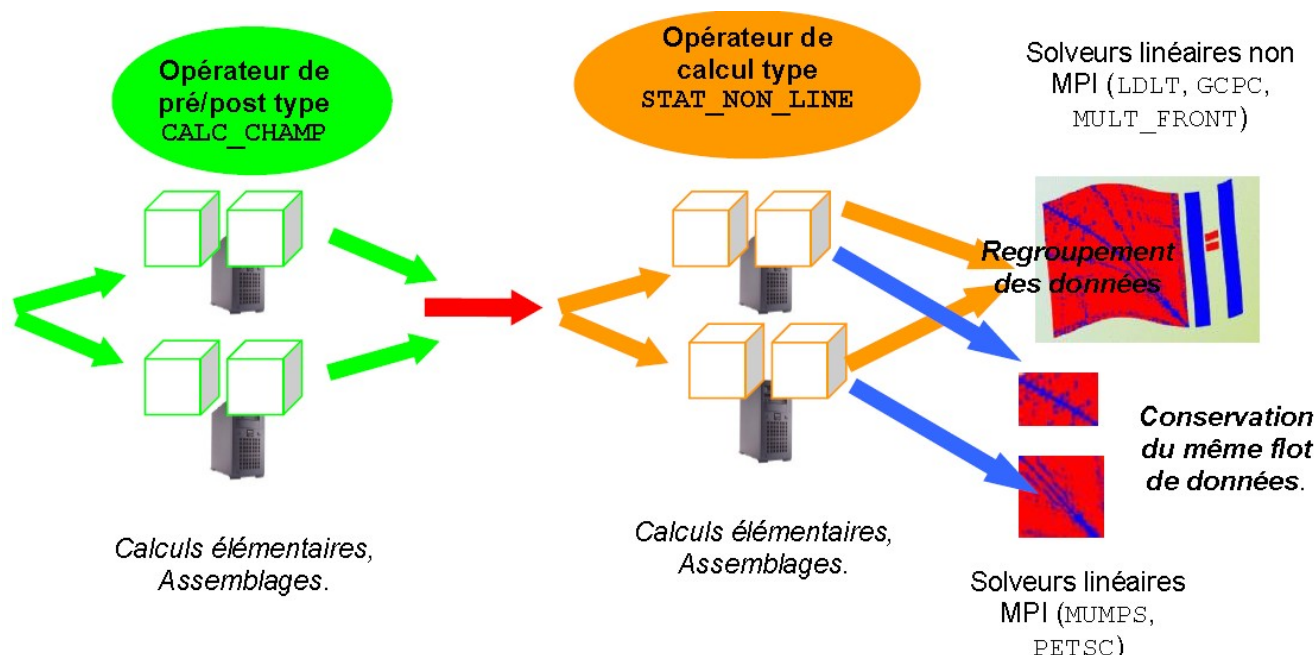 Opérateur de
pré/post type
CALC_CHAMP
Opérateur de
calcul type
STAT_NON_LINE
Solveurs linéaires non
MPI (LDLT, GCPC,
MULT_FRONT)
Regroupement
des données
Conservation
du même flot
de données.
Calculs élémentaires,
Assemblages.
Calculs élémentaires,
Assemblages.
Solveurs linéaires
MPI (MUMPS,
PETSC)